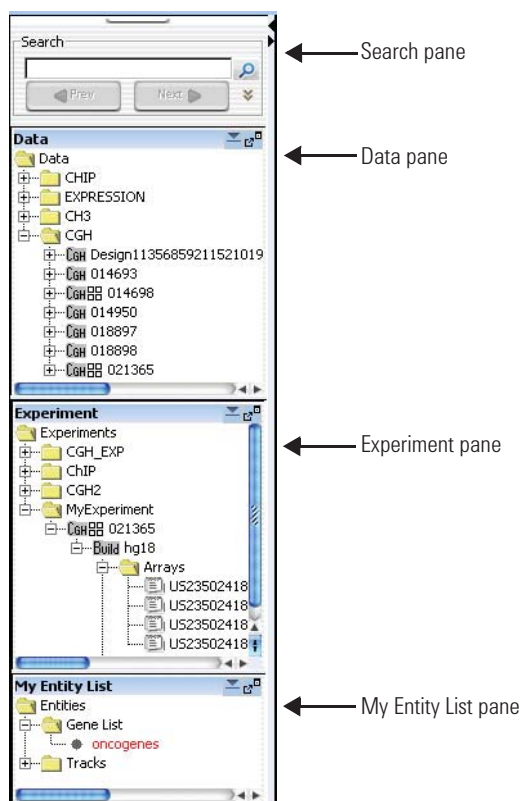 Search
Search pane
Prev
Next
Data
Data pane
Data
CHIP
EXPRESSION
CH3
CGH
CGH Design11356859211521019
CGH 014693
CGH 014698
CGH 014950
CGH 018897
CGH 018898
CGH 021365
Experiment
Experiment pane
Experiments
CGH_EXP
ChIP
CGH2
MyExperiment
CGH 021365
Build hg18
Arrays
US23502418
US23502418
US23502418
US23502418
My Entity List
My Entity List pane
Entities
Gene List
oncogenes
Tracks